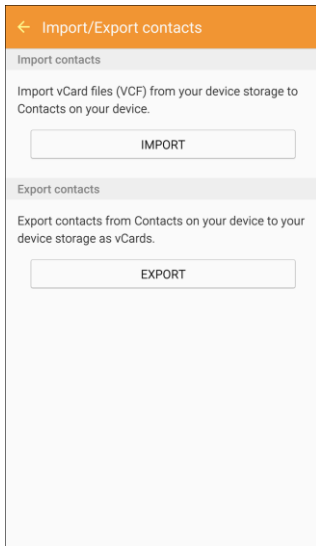 Import/Export contacts
Import contacts
Import vCard files (VCF) from your device storage to
Contacts on your device.
IMPORT
Export contacts
Export contacts from Contacts on your device to your
device storage as vCards.
EXPORT